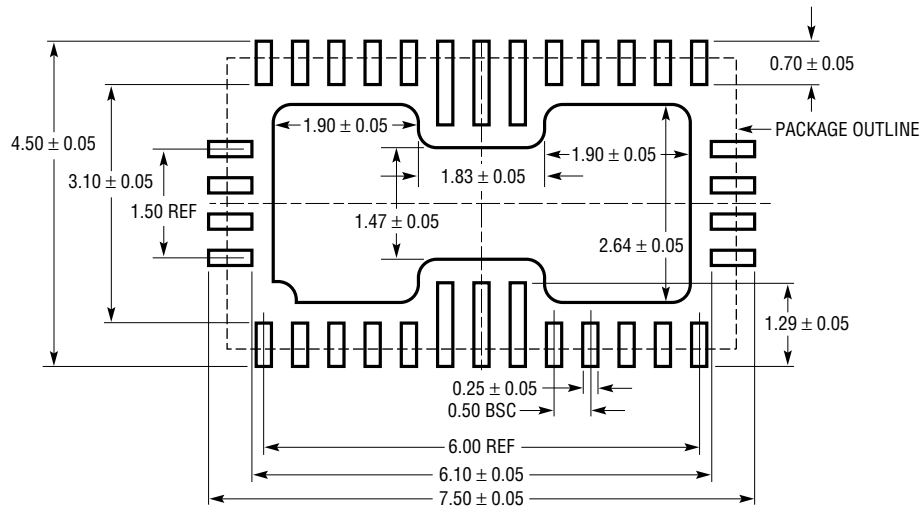 0.70 ± 0.05
PACKAGE OUTLINE
1.90 ± 0.05
4.50 ± 0.05
1.90 ± 0.05
3.10 ± 0.05
1.83 ± 0.05
1.50 REF
1.47 ± 0.05
2.64 ± 0.05
1.29 ± 0.05
0.25 ± 0.05
0.50 BSC
6.00 REF
6.10 ± 0.05
7.50 ± 0.05